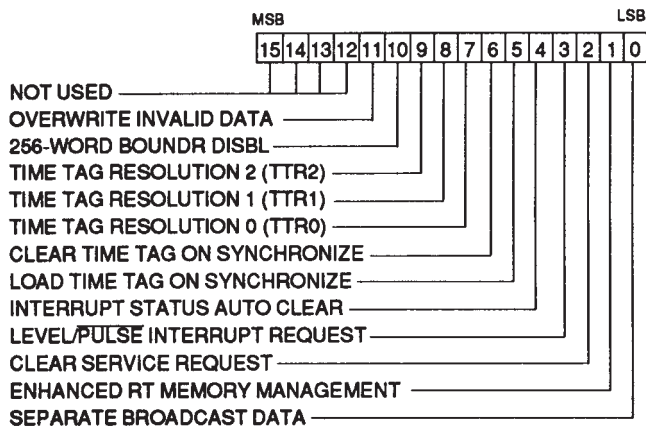 MSB LSB
15 14 13 12 11 10 9 8 7 6 5 4 3 2 1 0
NOT USED
OVERWRITE INVALID DATA
256-WORD BOUNDR DISBL
TIME TAG RESOLUTION 2 (TTR2)
TIME TAG RESOLUTION 1 (TTR1)
TIME TAG RESOLUTION 0 (TTR0)
CLEAR TIME TAG ON SYNCHRONIZE
LOAD TIME TAG ON SYNCHRONIZE
INTERRUPT STATUS AUTO CLEAR
LEVEL/P̅U̅L̅S̅E̅ INTERRUPT REQUEST
CLEAR SERVICE REQUEST
ENHANCED RT MEMORY MANAGEMENT
SEPARATE BROADCAST DATA